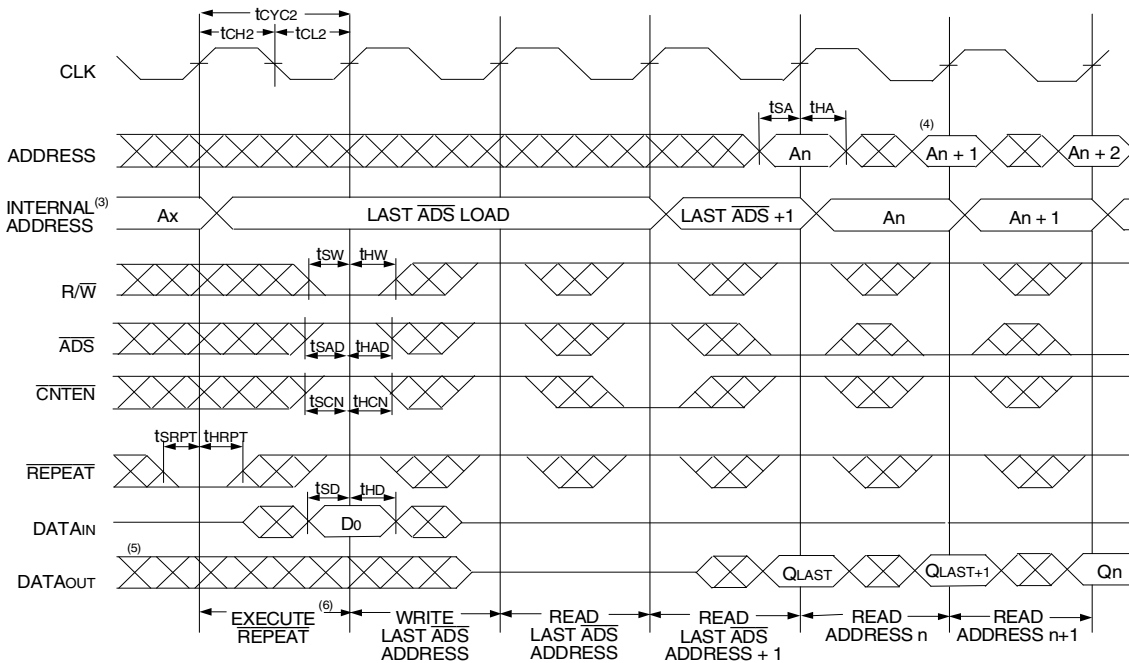 tCYC2
tCH2 tCL2
CLK
tSA tHA
(4)
ADDRESS An An + 1 An + 2
INTERNAL(3)
ADDRESS
Ax LAST ADS LOAD LAST ADS +1 An An + 1
tSW tHW
R/W
ADS
tSAD tHAD
CNTEN
tSCN tHCN
tSRPT tHRPT
REPEAT
tSD tHD
DATAIN D0
(5)
DATAOUT QLAST QLAST+1 Qn
EXECUTE(6)
REPEAT
WRITE
LAST ADS
ADDRESS
READ
LAST ADS
ADDRESS
READ
LAST ADS
ADDRESS + 1
READ
ADDRESS n
READ
ADDRESS n+1